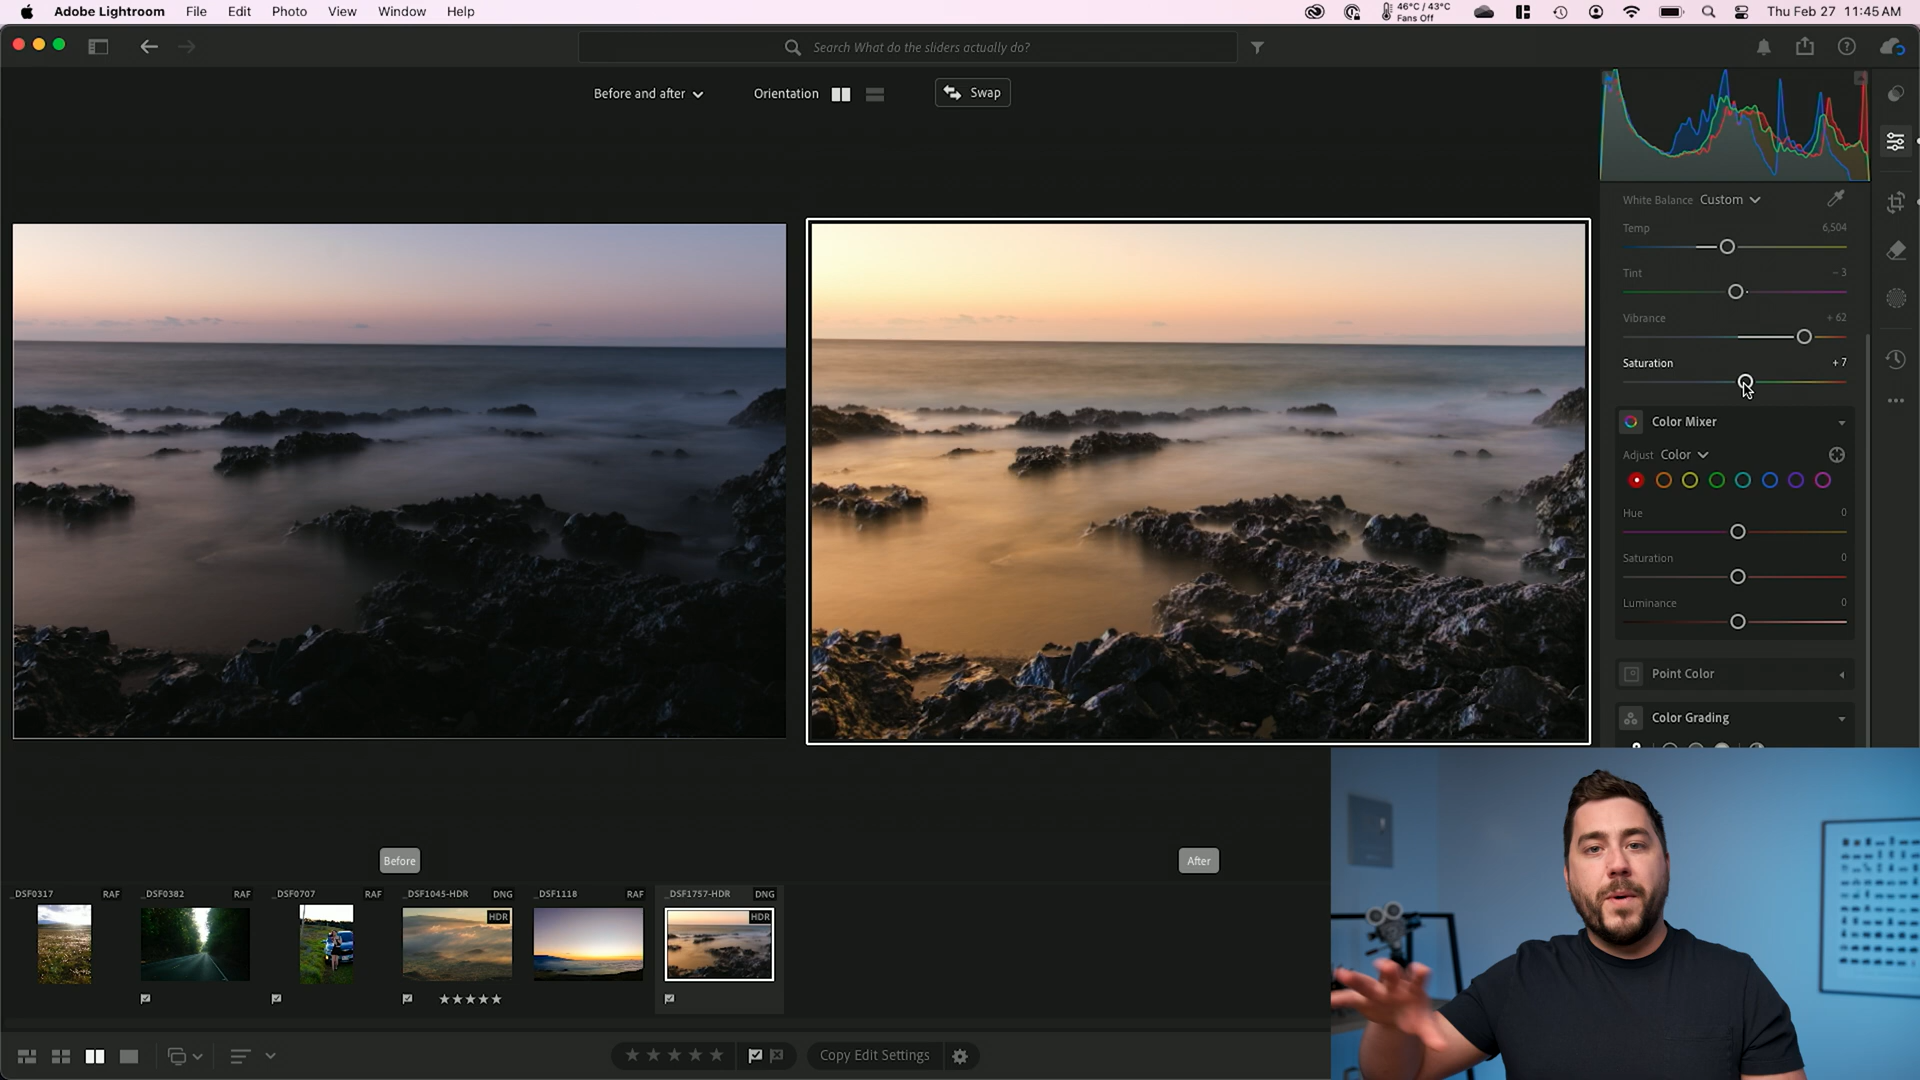 Adobe Lightroom File Edit Photo View Window Help 46°C / 43°C Fans Off Thu Feb 27 11:45 AM
Search What do the sliders actually do?
Before and after Orientation Swap
White Balance Custom
Temp 6,504
Tint – 3
Vibrance + 62
Saturation + 7
Color Mixer
Adjust Color
Hue 0
Saturation 0
Luminance 0
Point Color
Color Grading
Before After
_DSF0317 RAF _DSF0382 RAF _DSF0707 RAF _DSF1045-HDR DNG _DSF1118 RAF _DSF1757-HDR DNG
HDR HDR
Copy Edit Settings